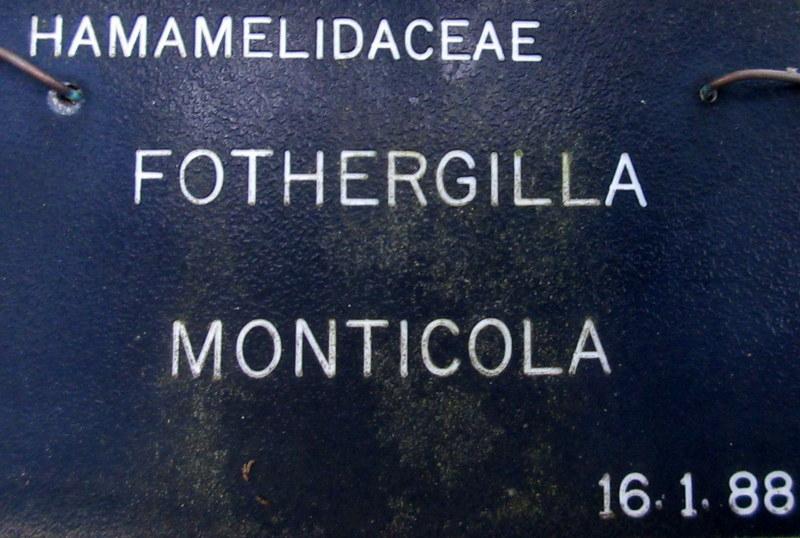 HAMAMELIDACEAE
FOTHERGILLA
MONTICOLA
16.1.88